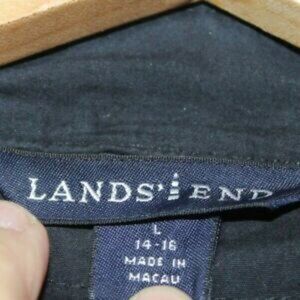 LANDS' END
L
14-16
MADE IN
MACAU